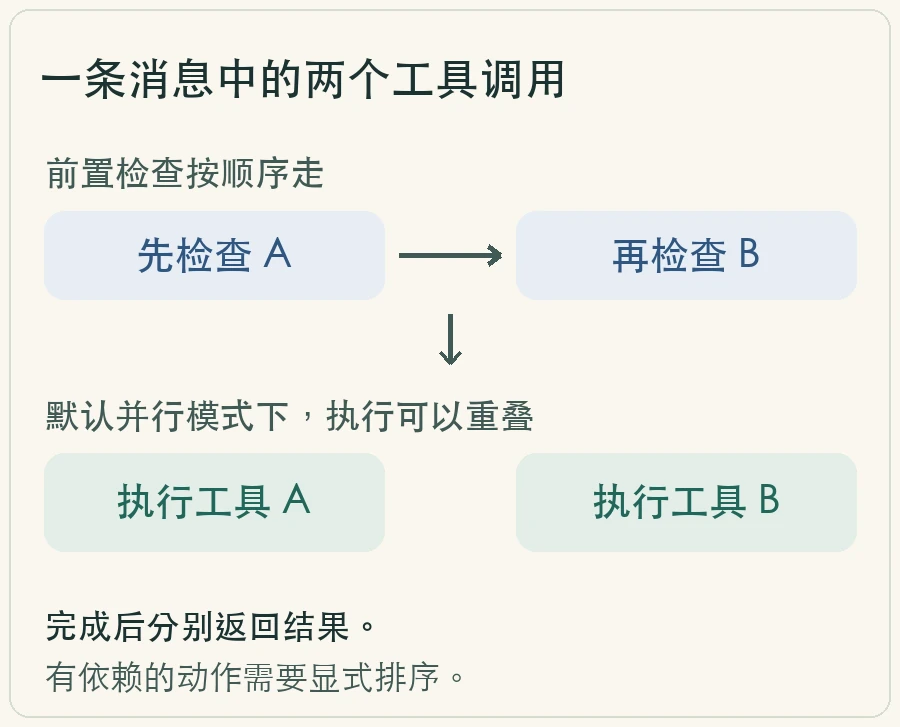 一条消息中的两个工具调用
前置检查按顺序走
先检查 A
再检查 B
默认并行模式下，执行可以重叠
执行工具 A
执行工具 B
完成后分别返回结果。
有依赖的动作需要显式排序。